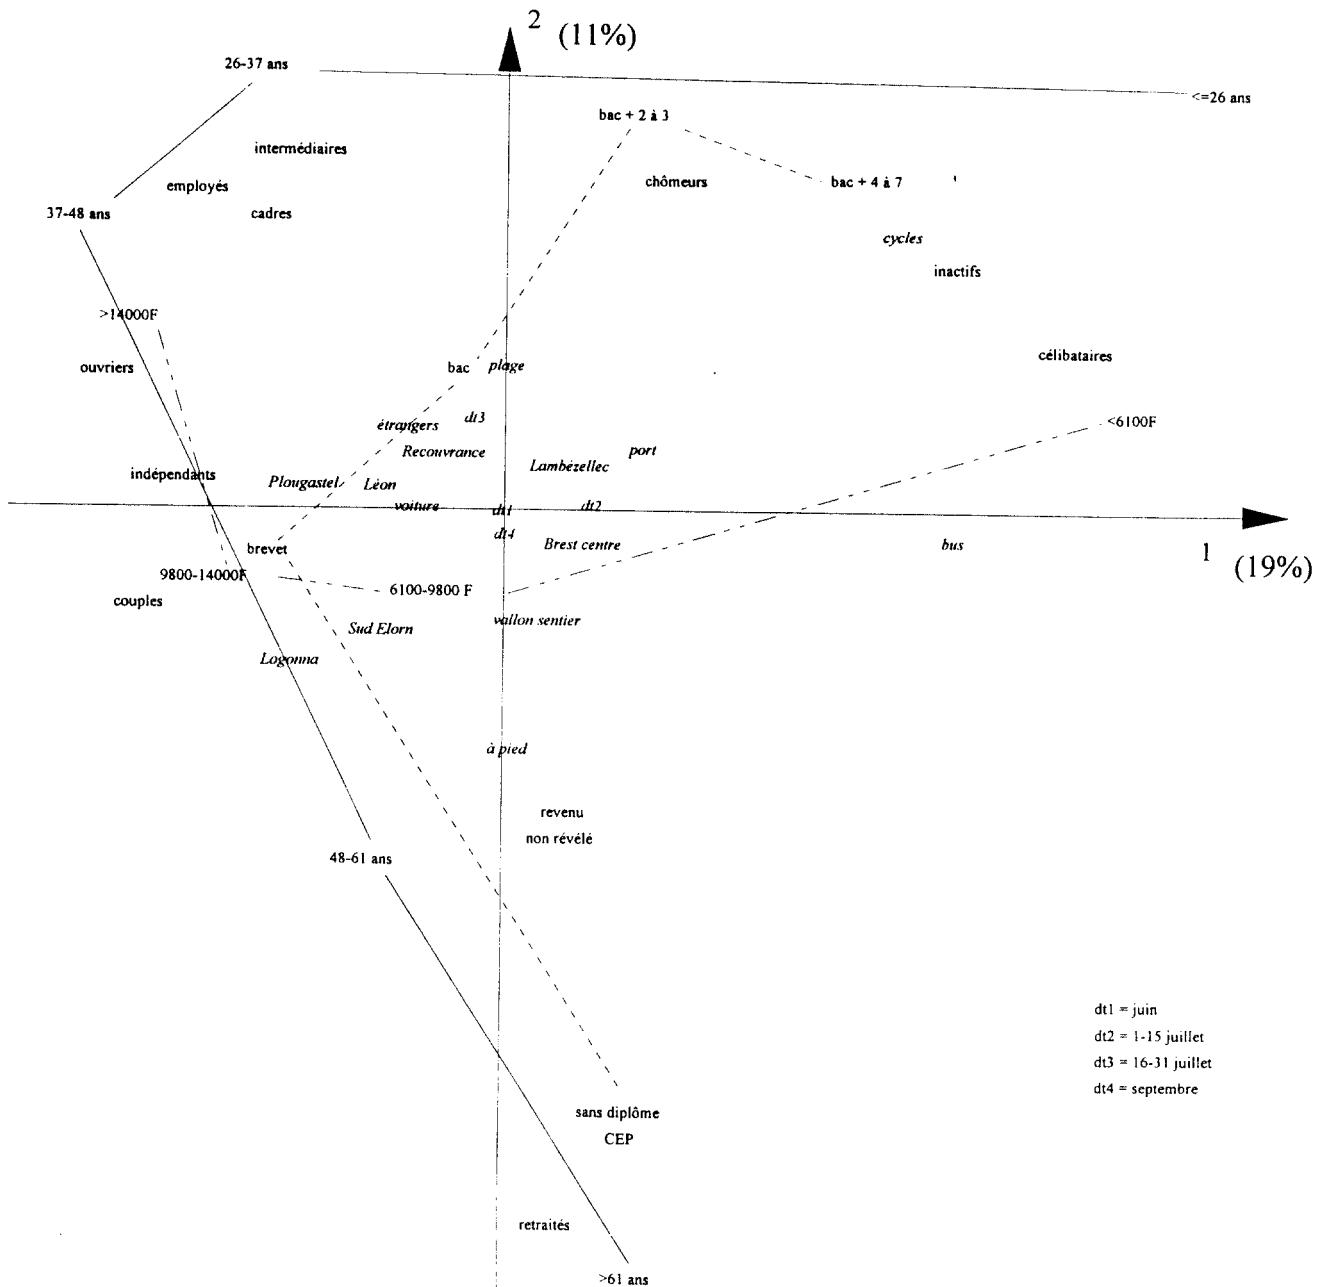 2 (11%)
26-37 ans
<=26 ans
bac + 2 à 3
intermédiaires
employés
chômeurs
bac + 4 à 7
37-48 ans
cadres
cycles
inactifs
>14000F
célibataires
ouvriers
bac
plage
étrangers
dt3
<6100F
Recouvrance
port
Lambézellec
indépendants
Plougastel
Léon
voiture
dt1
dt2
dt4
Brest centre
bus
1 (19%)
brevet
9800-14000F
6100-9800 F
couples
Sud Elorn
vallon sentier
Logonna
à pied
revenu
non révélé
48-61 ans
dt1 = juin
dt2 = 1-15 juillet
dt3 = 16-31 juillet
dt4 = septembre
sans diplôme
CEP
retraités
>61 ans